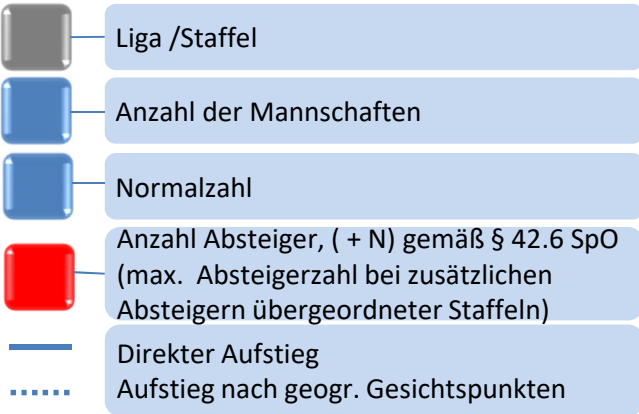 Liga /Staffel
Anzahl der Mannschaften
Normalzahl
Anzahl Absteiger, ( + N) gemäß § 42.6 SpO
(max. Absteigerzahl bei zusätzlichen
Absteigern übergeordneter Staffeln)
Direkter Aufstieg
Aufstieg nach geogr. Gesichtspunkten